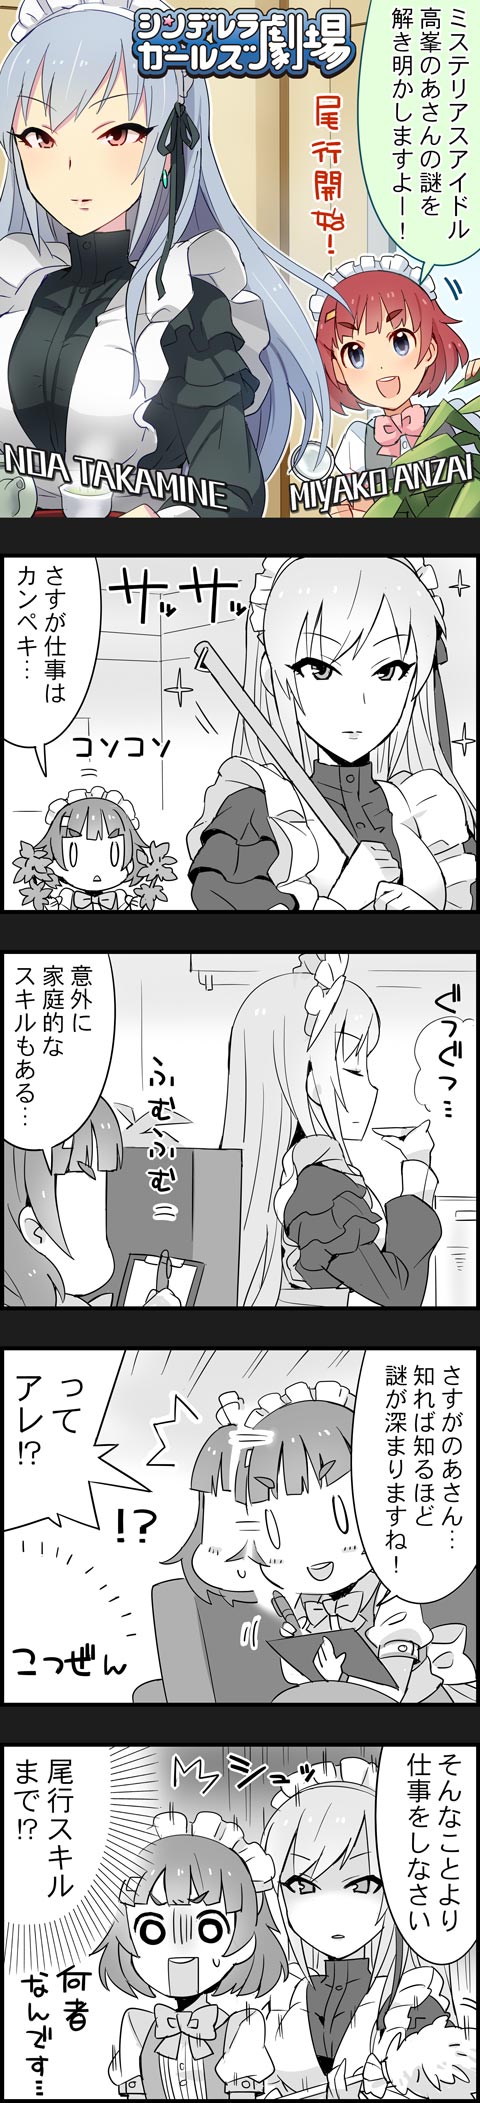 シンデレラ
ガールズ劇場
ミステリアスアイドル
高峯のあさんの謎を
解き明かしますよー！
尾行開始！
NOA TAKAMINE
MIYAKO ANZAI
サッサッ
さすが仕事は
カンペキ…
コソコソ
ぐつぐつ…
意外に
家庭的な
スキルもある…
ふむふむ
さすがのあさん…
知れば知るほど
謎が深まりますね！
って
アレ!?
!?
こつぜん
シュッ
そんなことより
仕事をしなさい
尾行スキル
まで!?
何者
なんです…